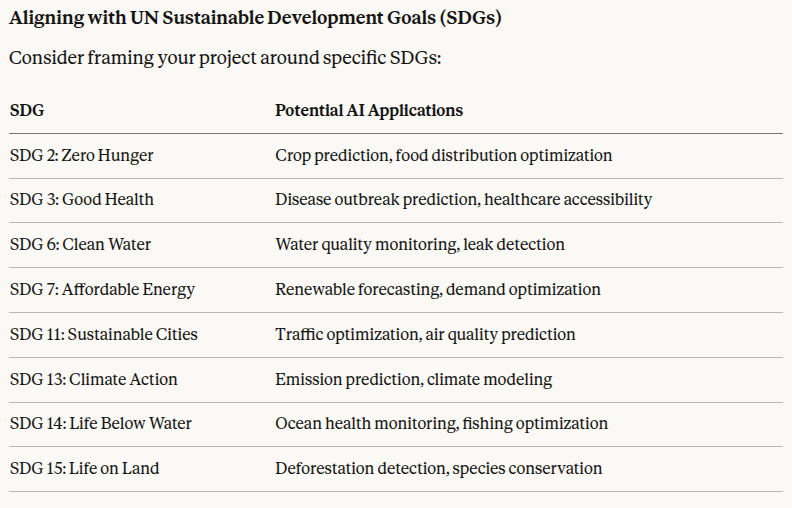 Aligning with UN Sustainable Development Goals (SDGs)
Consider framing your project around specific SDGs:
SDG Potential AI Applications
SDG 2: Zero Hunger Crop prediction, food distribution optimization
SDG 3: Good Health Disease outbreak prediction, healthcare accessibility
SDG 6: Clean Water Water quality monitoring, leak detection
SDG 7: Affordable Energy Renewable forecasting, demand optimization
SDG 11: Sustainable Cities Traffic optimization, air quality prediction
SDG 13: Climate Action Emission prediction, climate modeling
SDG 14: Life Below Water Ocean health monitoring, fishing optimization
SDG 15: Life on Land Deforestation detection, species conservation